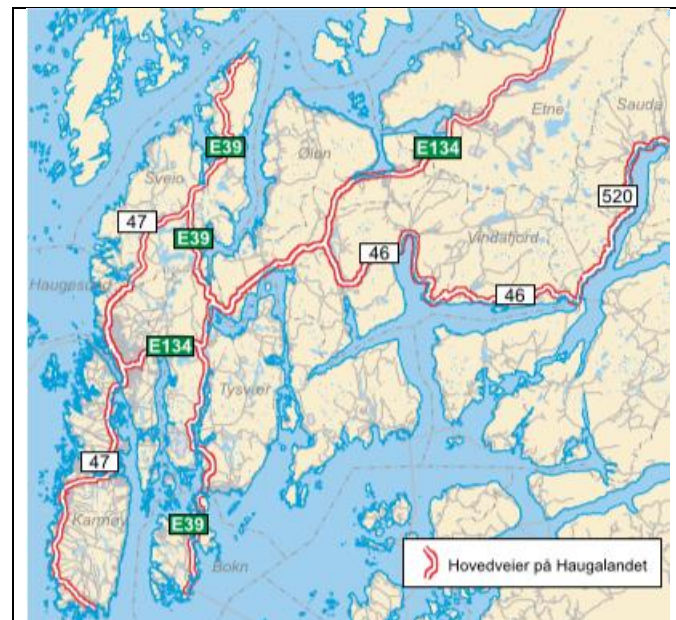 Etne
Sauda
E39
Ølen
E134
Sveio
520
47
E39
46
Vindafjord
Haugesund
46
E134
Tysvær
47
Karmøy
E39
Bokn
Hovedveier på Haugalandet